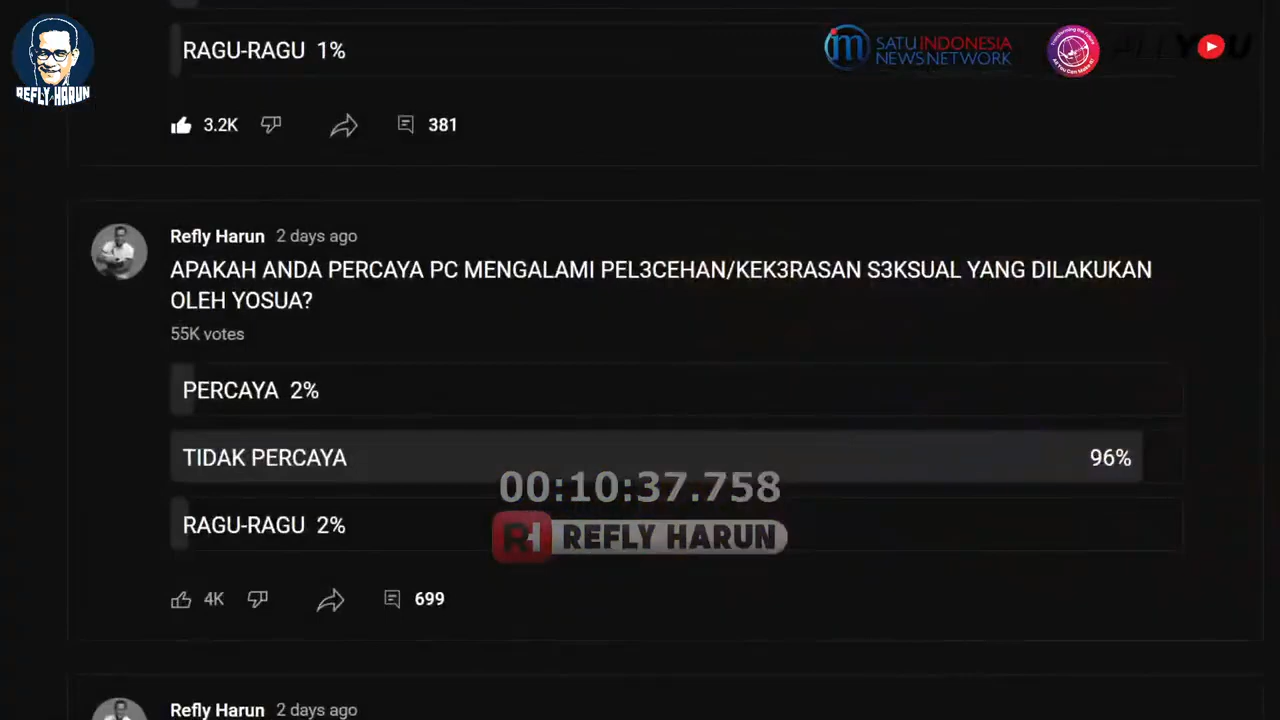 REFLY HARUN
RAGU-RAGU 1%
SATU INDONESIA
NEWS NETWORK
ALLYOU
3.2K
381
Refly Harun 2 days ago
APAKAH ANDA PERCAYA PC MENGALAMI PEL3CEHAN/KEK3RASAN S3KSUAL YANG DILAKUKAN
OLEH YOSUA?
55K votes
PERCAYA 2%
TIDAK PERCAYA 96%
00:10:37.758
RAGU-RAGU 2%
RH REFLY HARUN
4K
699
Refly Harun 2 days ago